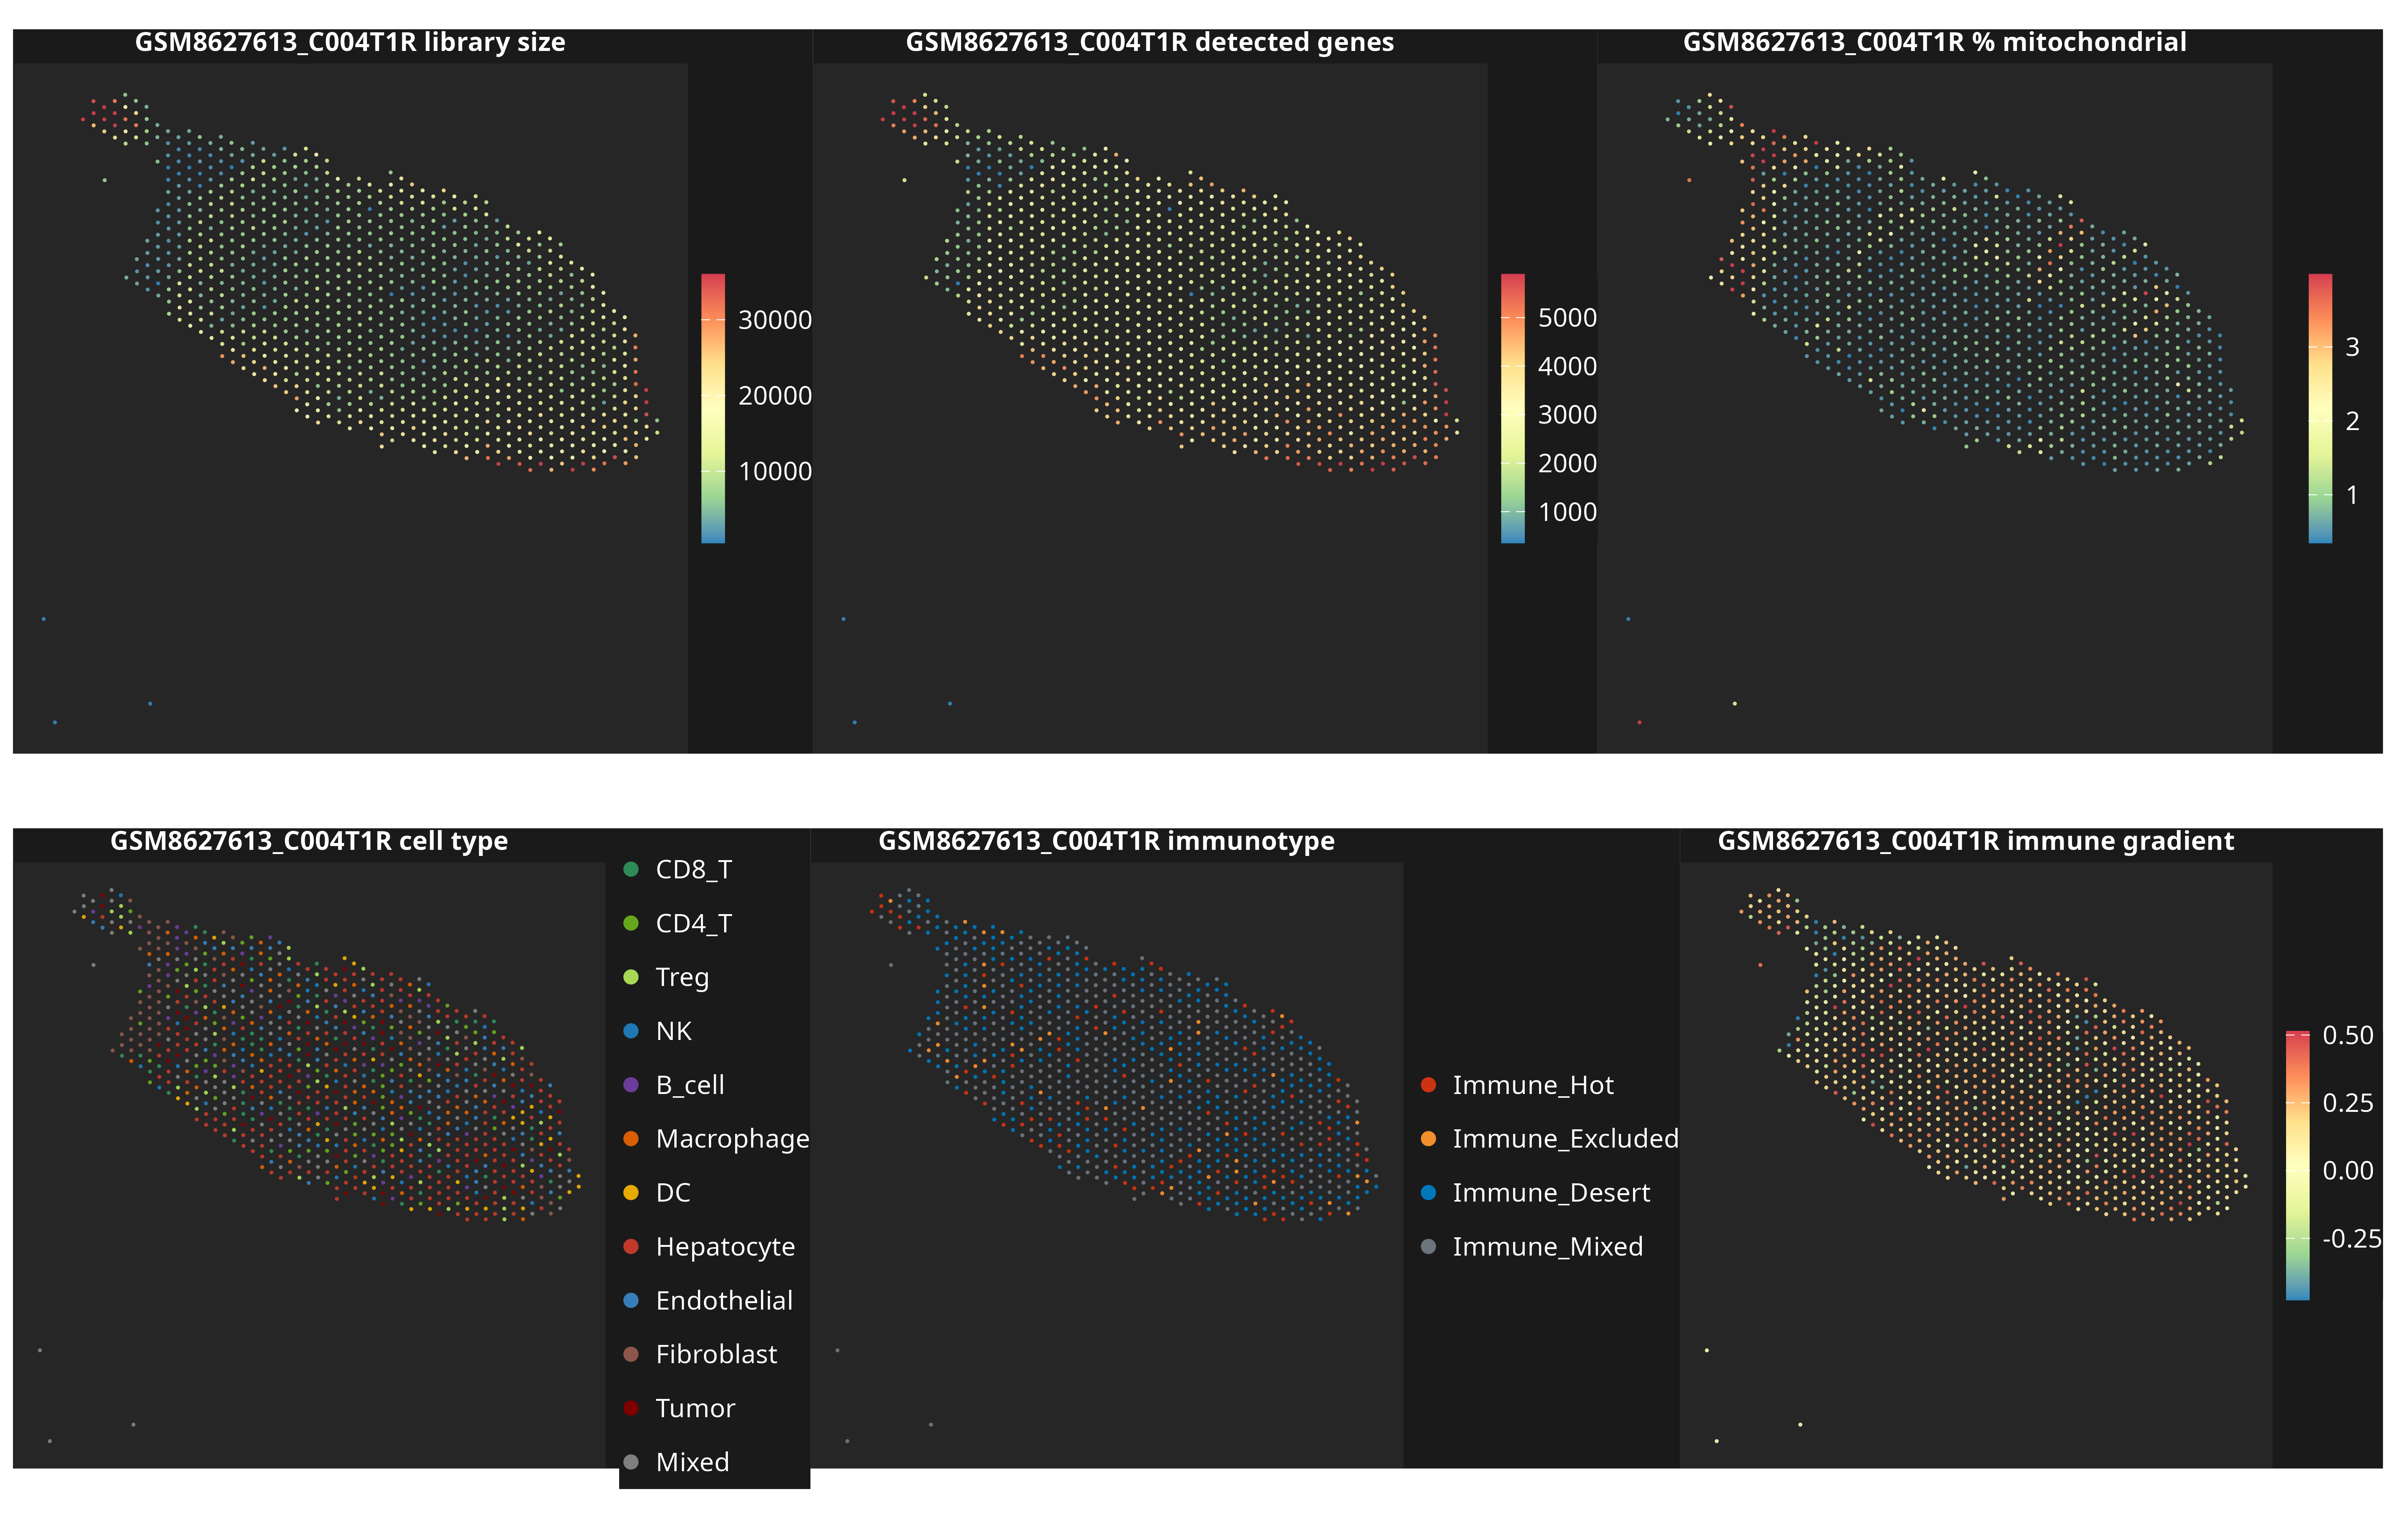 GSM8627613_C004T1R library size
30000
20000
10000
GSM8627613_C004T1R detected genes
5000
4000
3000
2000
1000
GSM8627613_C004T1R % mitochondrial
3
2
1
GSM8627613_C004T1R cell type
CD8_T
CD4_T
Treg
NK
B_cell
Macrophage
DC
Hepatocyte
Endothelial
Fibroblast
Tumor
Mixed
GSM8627613_C004T1R immunotype
Immune_Hot
Immune_Excluded
Immune_Desert
Immune_Mixed
GSM8627613_C004T1R immune gradient
0.50
0.25
0.00
-0.25